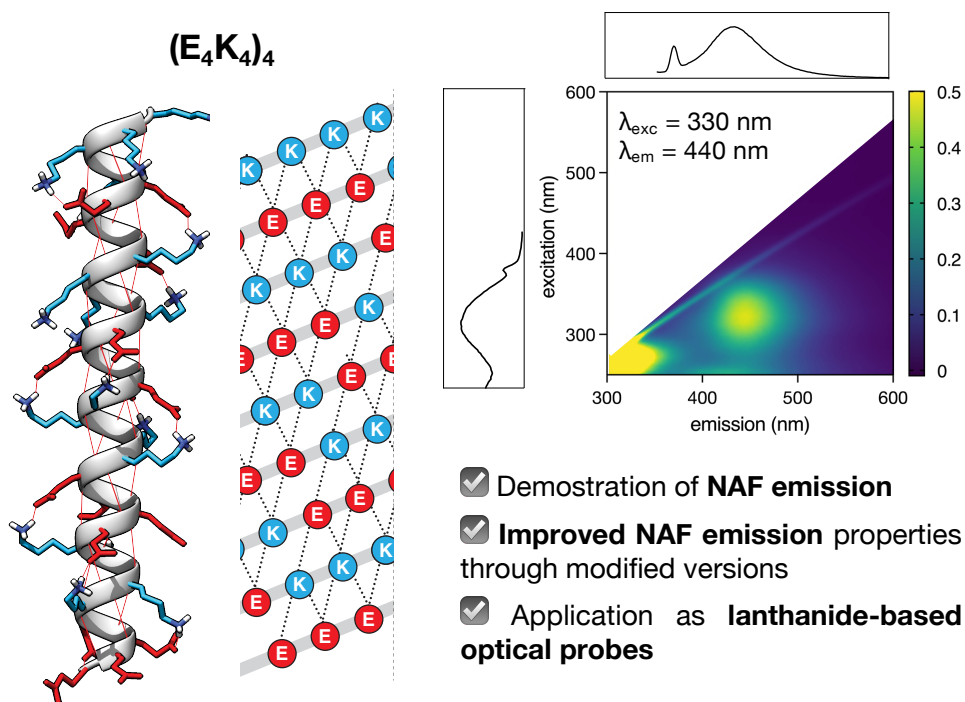 (E₄K₄)₄
K K K K
E E E E
K K K E
E E E K
K K K E E
E E K K
K K E E E
E K K K
E E E
λexc = 330 nm
λem = 440 nm
excitation (nm)
600
500
400
300
300 400 500 600
emission (nm)
0.5
0.4
0.3
0.2
0.1
0
Demostration of NAF emission
Improved NAF emission properties
through modified versions
Application as lanthanide-based
optical probes